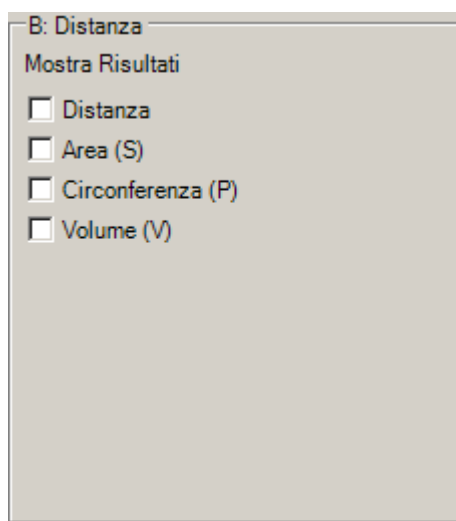 B: Distanza
Mostra Risultati
Distanza
Area (S)
Circonferenza (P)
Volume (V)